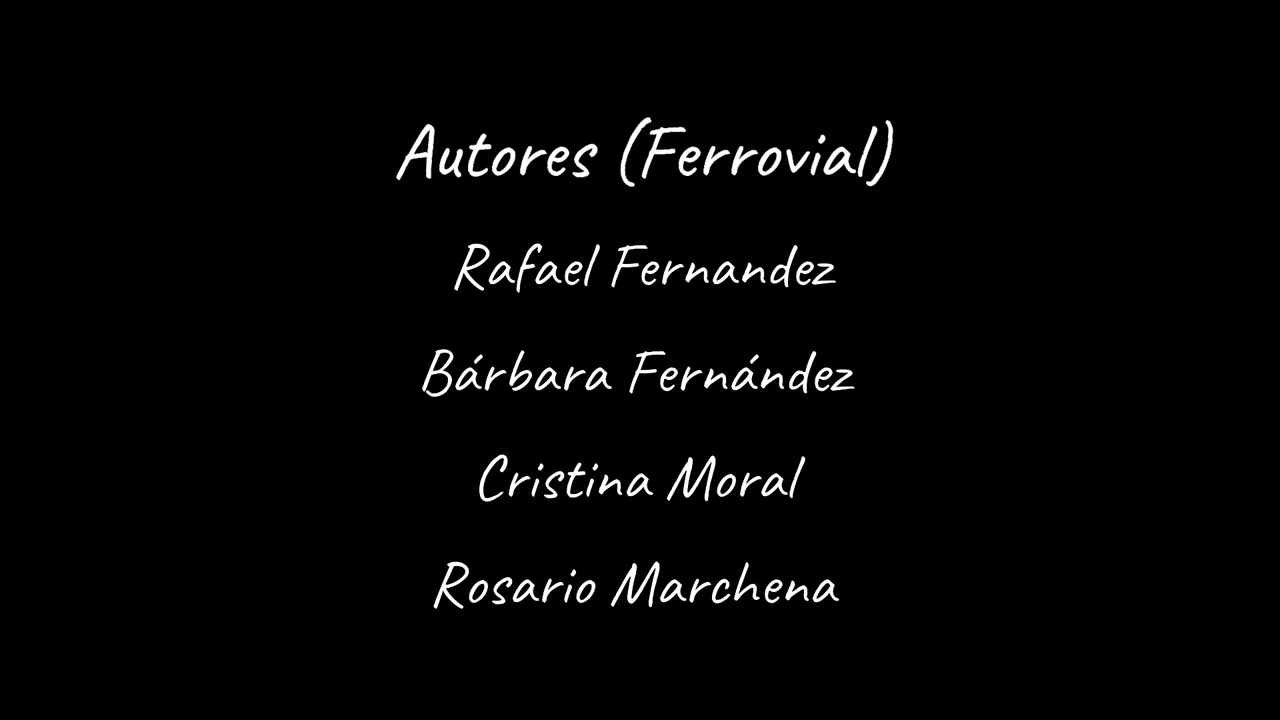 Autores (Ferrovial)
Rafael Fernandez
Bárbara Fernández
Cristina Moral
Rosario Marchena